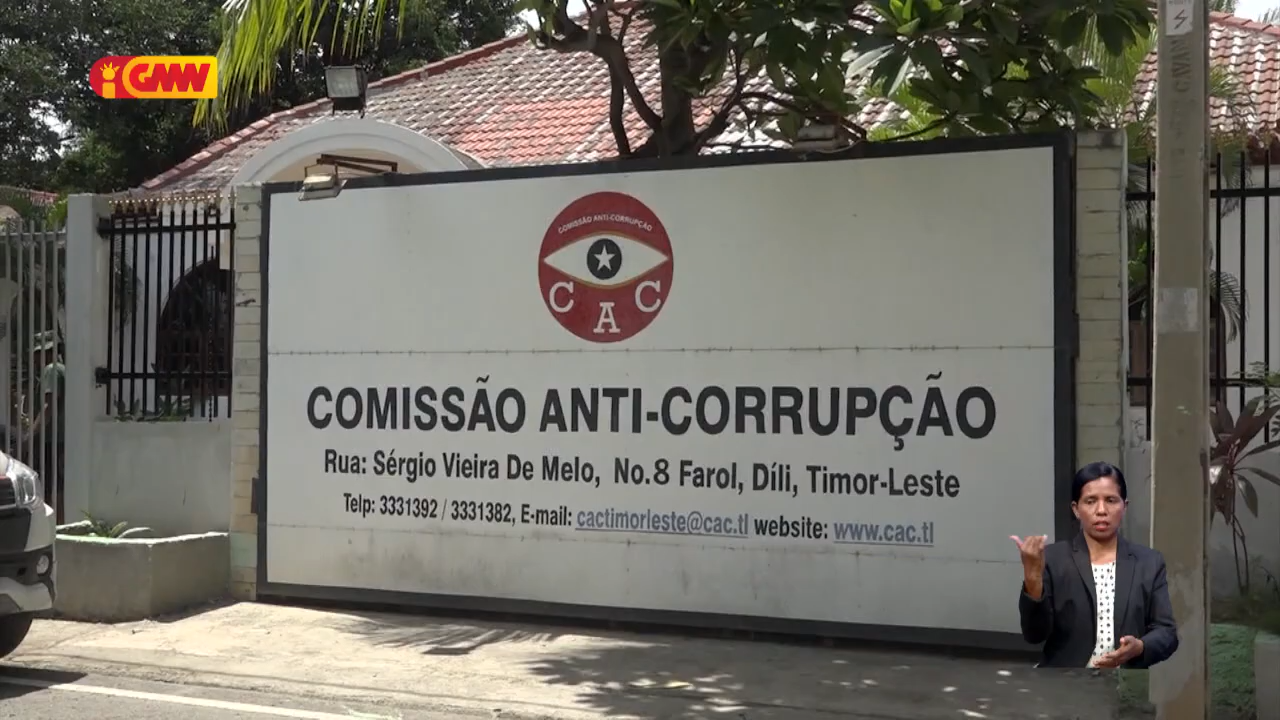 GMW
COMISSÃO ANTI-CORRUPÇÃO
C A C
COMISSÃO ANTI-CORRUPÇÃO
Rua: Sérgio Vieira De Melo, No.8 Farol, Díli, Timor-Leste
Telp: 3331392 / 3331382, E-mail: cactimorleste@cac.tl website: www.cac.tl